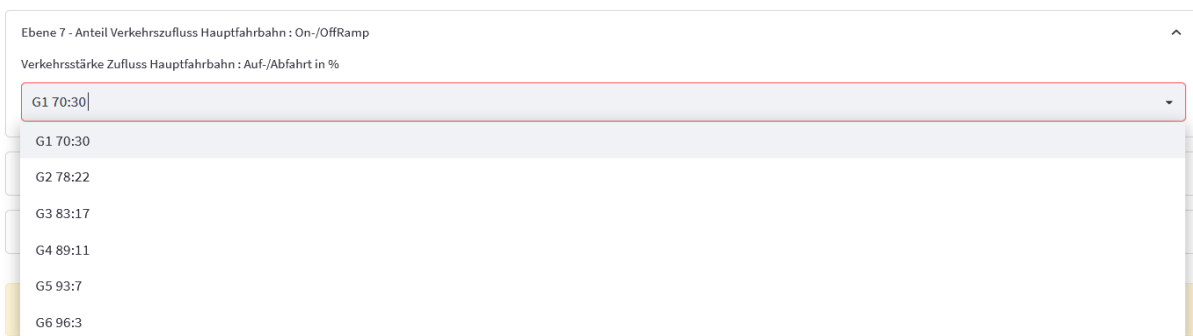 Ebene 7 - Anteil Verkehrszufluss Hauptfahrbahn : On-/OffRamp
Verkehrsstärke Zufluss Hauptfahrbahn : Auf-/Abfahrt in %
G1 70:30
G1 70:30
G2 78:22
G3 83:17
G4 89:11
G5 93:7
G6 96:3